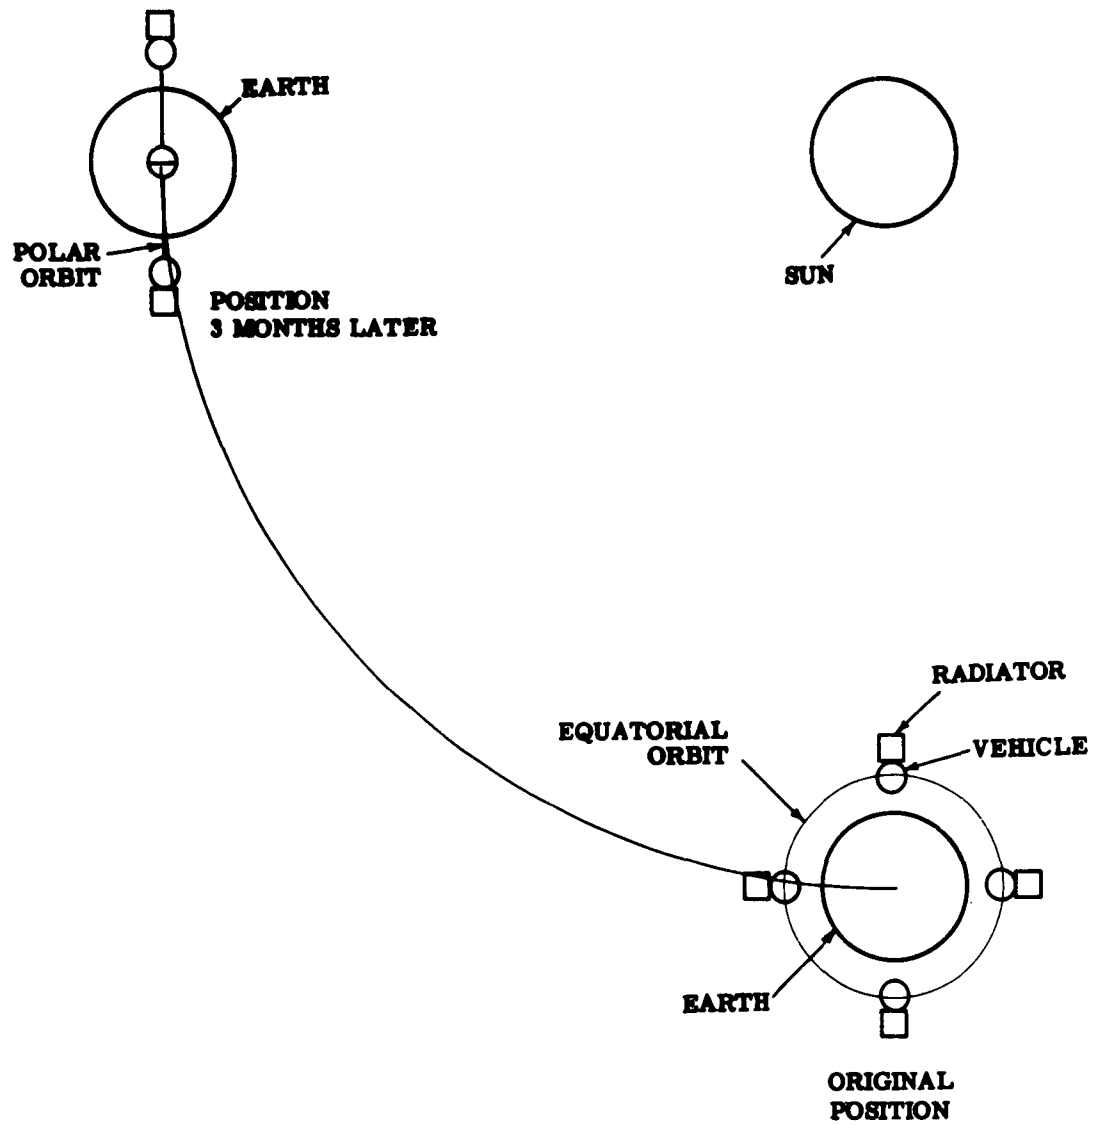 EARTH
POLAR
ORBIT
SUN
POSITION
3 MONTHS LATER
RADIATOR
EQUATORIAL
ORBIT
VEHICLE
EARTH
ORIGINAL
POSITION